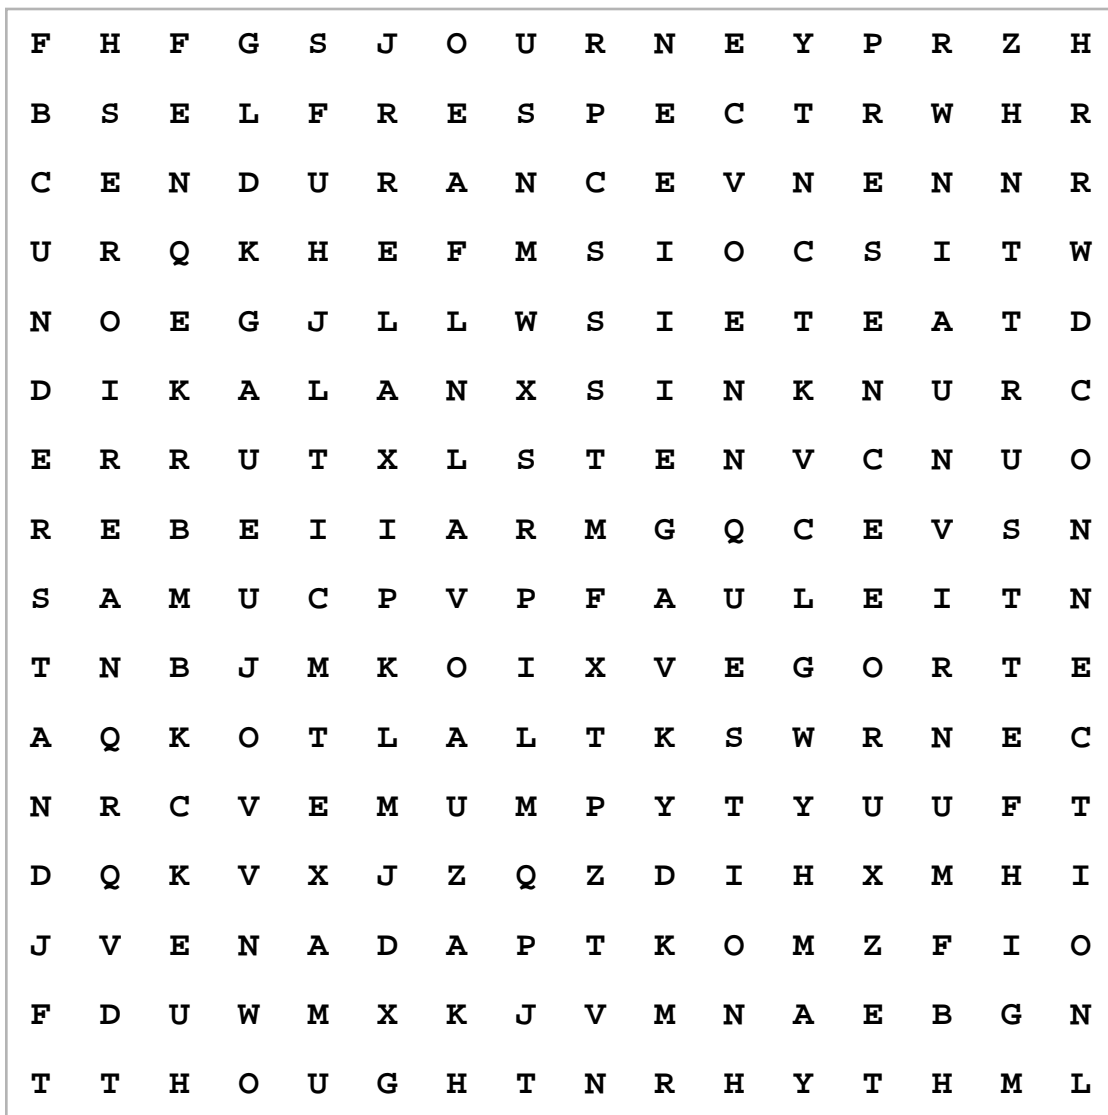 F H F G S J O U R N E Y P R Z H
B S E L F R E S P E C T R W H R
C E N D U R A N C E V N E N N R
U R Q K H E F M S I O C S I T W
N O E G J L L W S I E T E A T D
D I K A L A N X S I N K N U R C
E R R U T X L S T E N V C N U O
R E B E I I A R M G Q C E V S N
S A M U C P V P F A U L E I T N
T N B J M K O I X V E G O R T E
A Q K O T L A L T K S W R N E C
N R C V E M U M P Y T Y U U F T
D Q K V X J Z Q Z D I H X M H I
J V E N A D A P T K O M Z F I O
F D U W M X K J V M N A E B G N
T T H O U G H T N R H Y T H M L